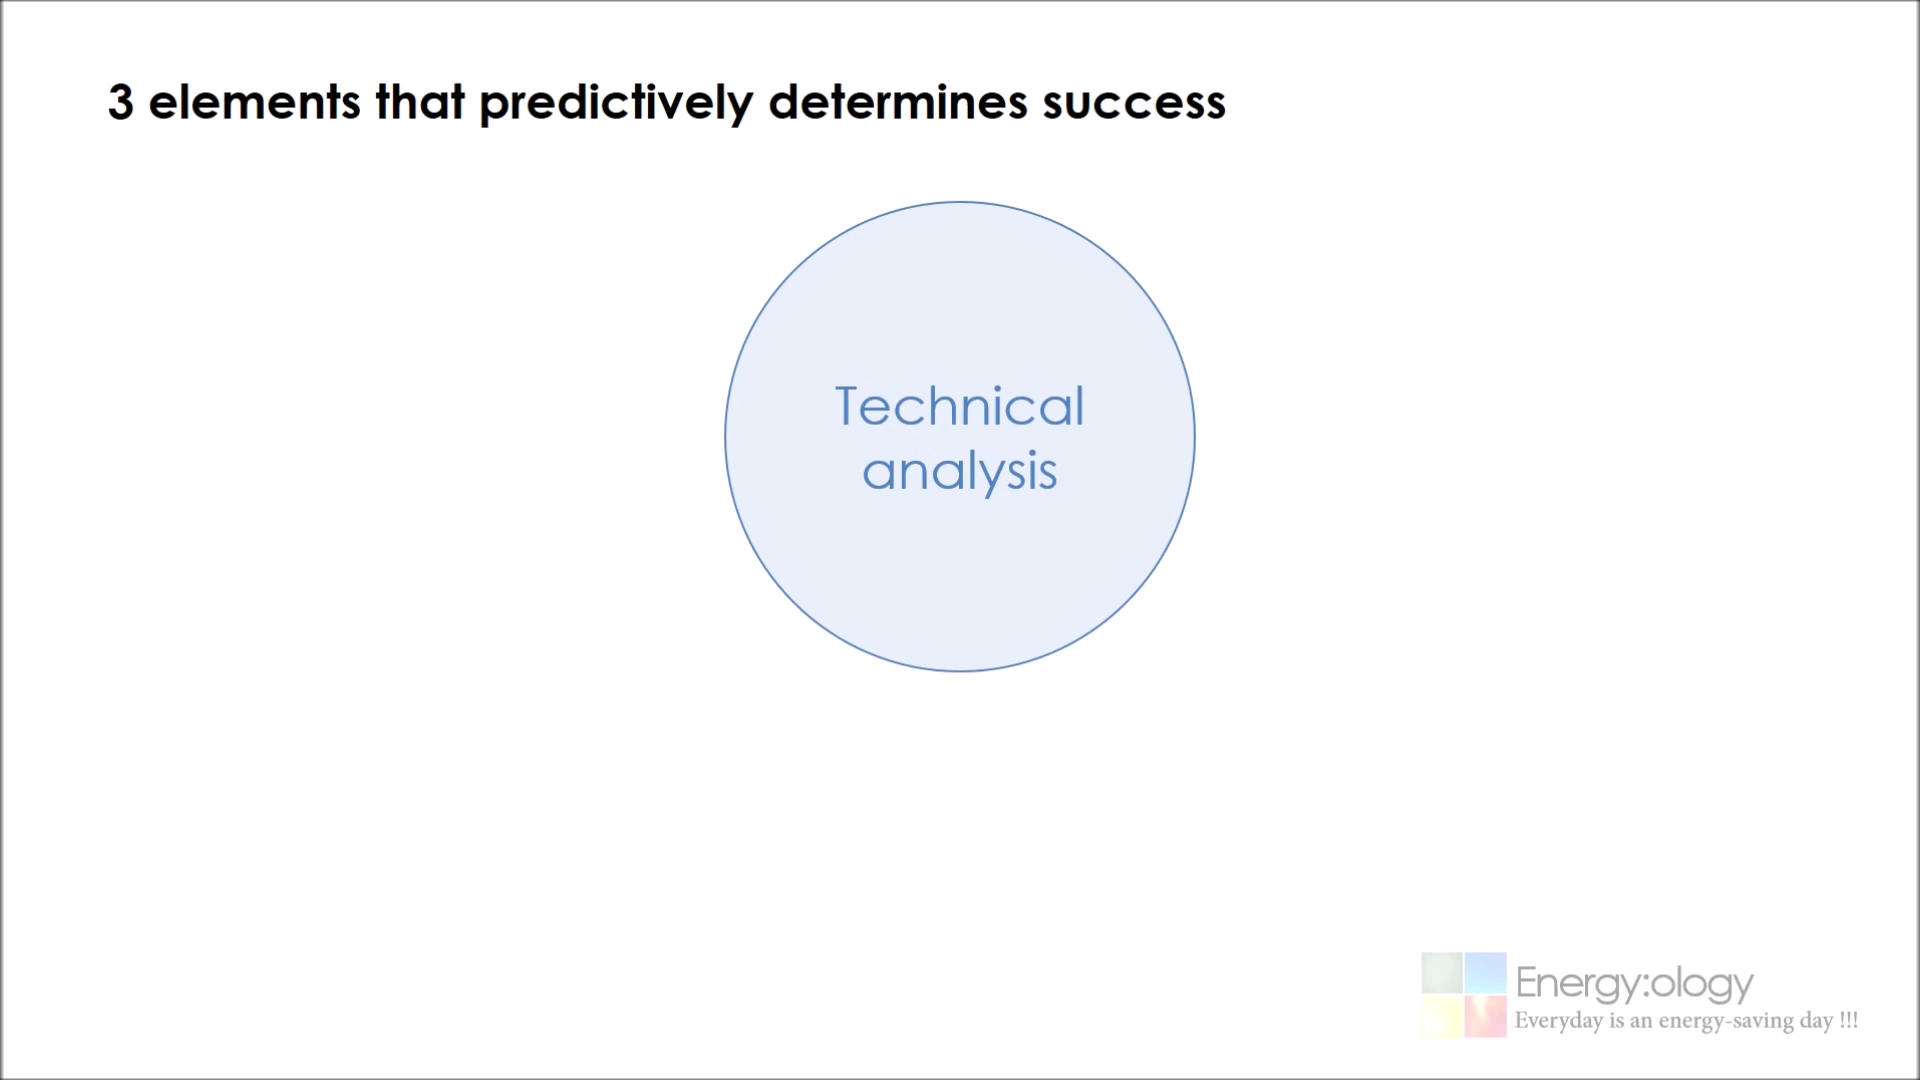 3 elements that predictively determines success
Technical
analysis
Energy:ology
Everyday is an energy-saving day !!!